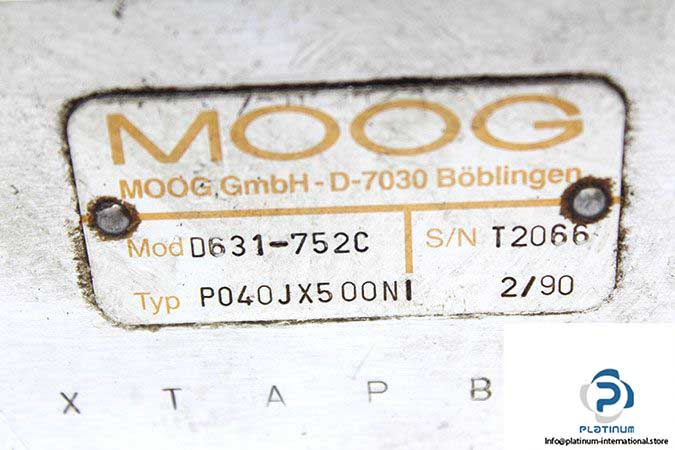 MOOG
MOOG GmbH - D-7030 Böblingen
Mod D631-752C S/N T2066
Typ P040JX500NI 2/90
X T A P B
PLATINUM
Info@platinum-international.store